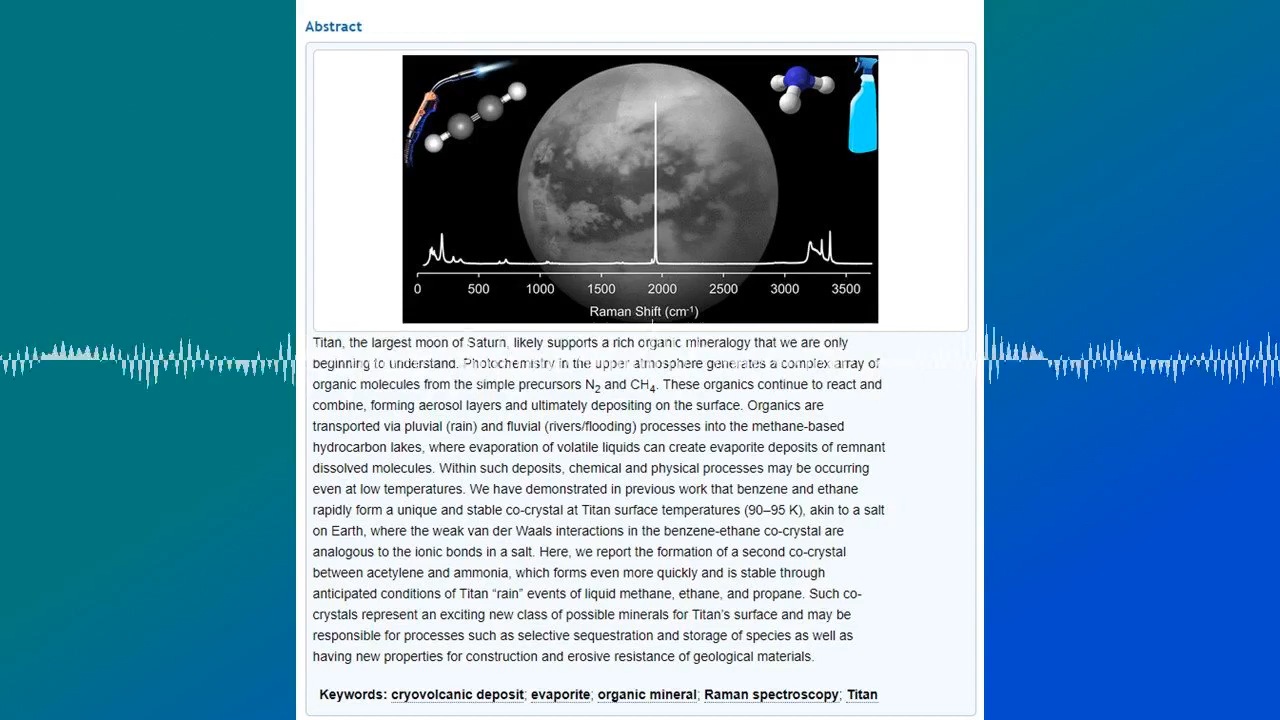 Abstract
0 500 1000 1500 2000 2500 3000 3500
Raman Shift (cm⁻¹)
Titan, the largest moon of Saturn, likely supports a rich organic mineralogy that we are only
beginning to understand. Photochemistry in the upper atmosphere generates a complex array of
organic molecules from the simple precursors N₂ and CH₄. These organics continue to react and
combine, forming aerosol layers and ultimately depositing on the surface. Organics are
transported via pluvial (rain) and fluvial (rivers/flooding) processes into the methane-based
hydrocarbon lakes, where evaporation of volatile liquids can create evaporite deposits of remnant
dissolved molecules. Within such deposits, chemical and physical processes may be occurring
even at low temperatures. We have demonstrated in previous work that benzene and ethane
rapidly form a unique and stable co-crystal at Titan surface temperatures (90–95 K), akin to a salt
on Earth, where the weak van der Waals interactions in the benzene-ethane co-crystal are
analogous to the ionic bonds in a salt. Here, we report the formation of a second co-crystal
between acetylene and ammonia, which forms even more quickly and is stable through
anticipated conditions of Titan “rain” events of liquid methane, ethane, and propane. Such co-
crystals represent an exciting new class of possible minerals for Titan’s surface and may be
responsible for processes such as selective sequestration and storage of species as well as
having new properties for construction and erosive resistance of geological materials.
Keywords: cryovolcanic deposit; evaporite; organic mineral; Raman spectroscopy; Titan